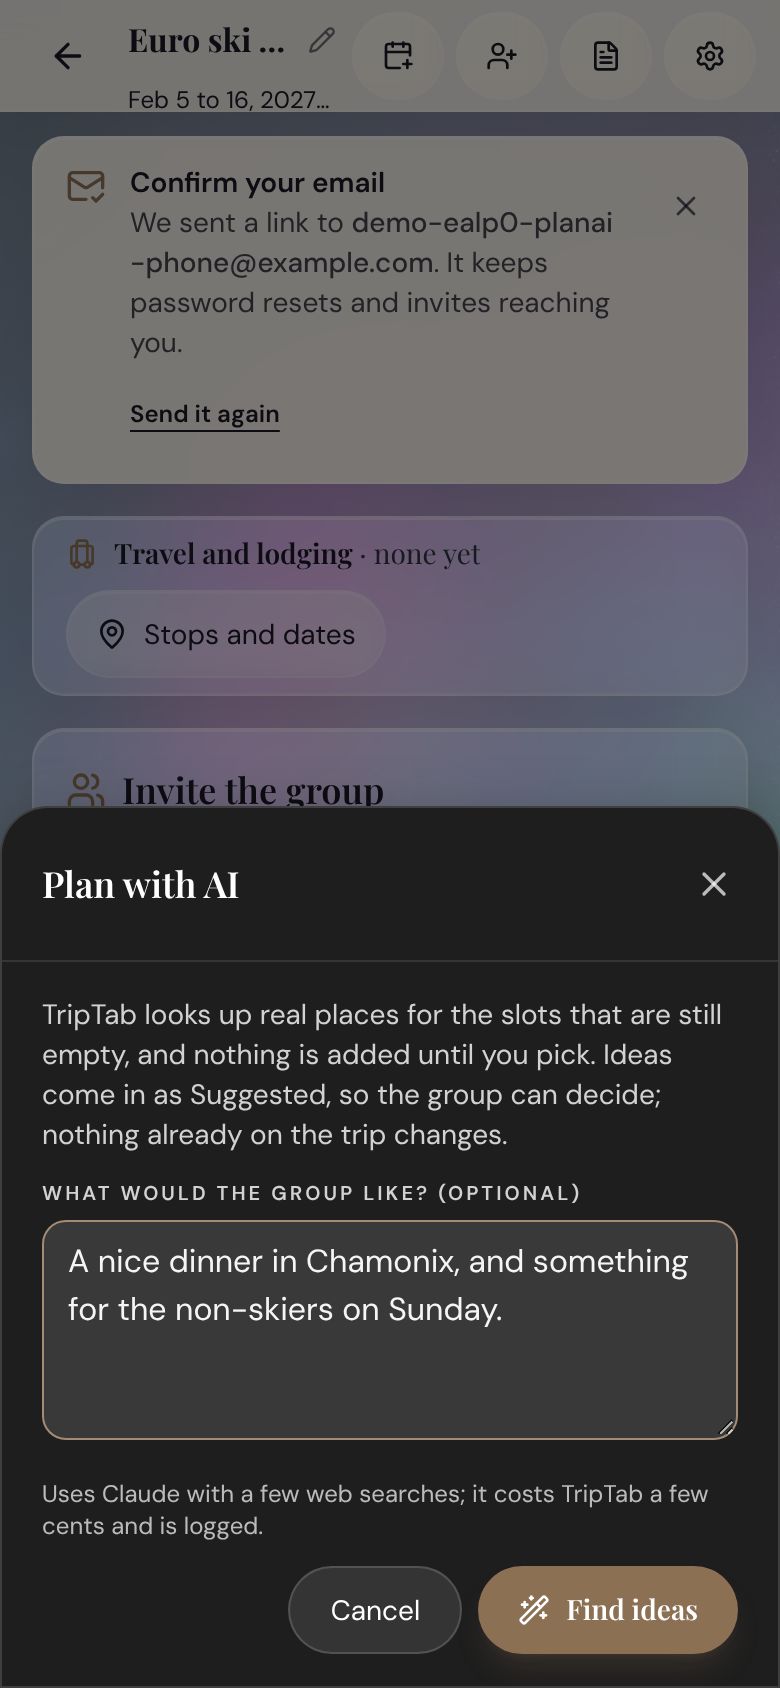 Euro ski ...
Feb 5 to 16, 2027...
Confirm your email
We sent a link to demo-ealp0-planai
-phone@example.com. It keeps
password resets and invites reaching
you.
Send it again
Travel and lodging · none yet
Stops and dates
Invite the group
Plan with AI
TripTab looks up real places for the slots that are still
empty, and nothing is added until you pick. Ideas
come in as Suggested, so the group can decide;
nothing already on the trip changes.
WHAT WOULD THE GROUP LIKE? (OPTIONAL)
A nice dinner in Chamonix, and something
for the non-skiers on Sunday.
Uses Claude with a few web searches; it costs TripTab a few
cents and is logged.
Cancel
Find ideas